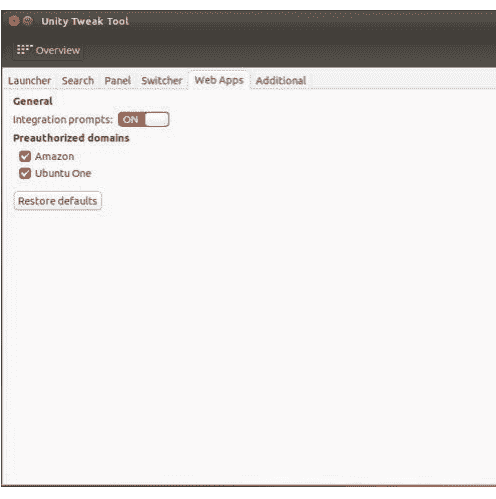 Unity Tweak Tool
Overview
Launcher Search Panel Switcher Web Apps Additional
General
Integration prompts: ON
Preauthorized domains
Amazon
Ubuntu One
Restore defaults